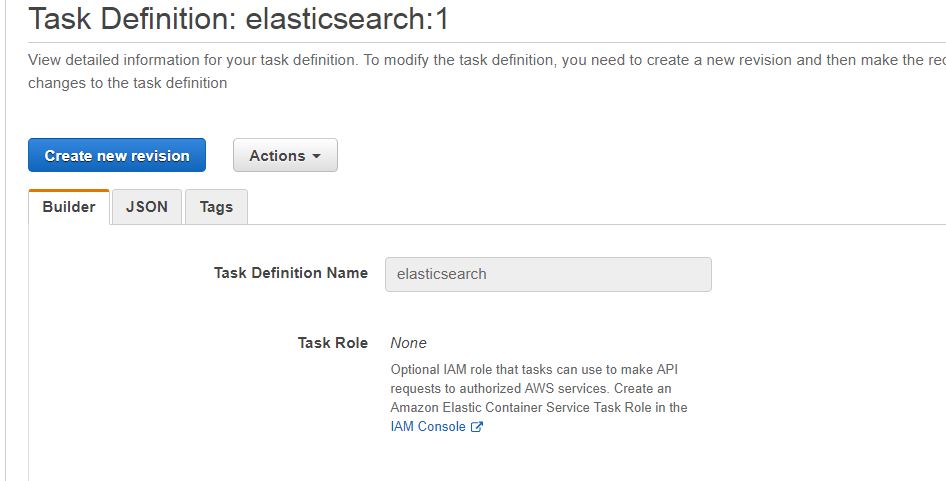 Task Definition: elasticsearch:1
View detailed information for your task definition. To modify the task definition, you need to create a new revision and then make the
changes to the task definition
Create new revision
Actions
Builder
JSON
Tags
Task Definition Name
elasticsearch
Task Role
None
Optional IAM role that tasks can use to make API
requests to authorized AWS services. Create an
Amazon Elastic Container Service Task Role in the
IAM Console